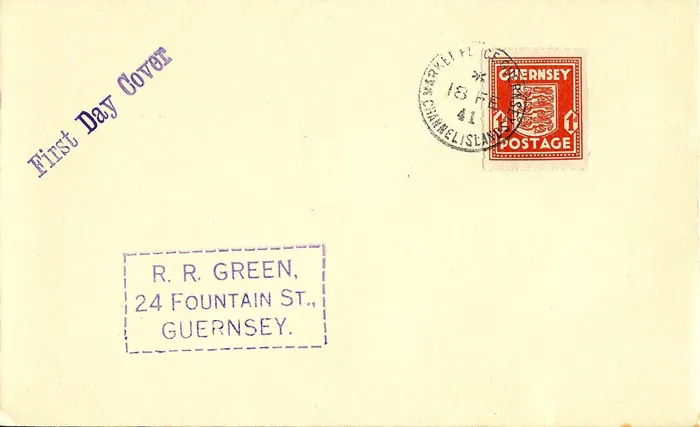 First Day Cover
MARKET PLACE GUERNSEY
*
18 FE
41
CHANNEL ISLANDS
GUERNSEY
1D 1D
POSTAGE
R. R. GREEN,
24 FOUNTAIN ST.,
GUERNSEY.